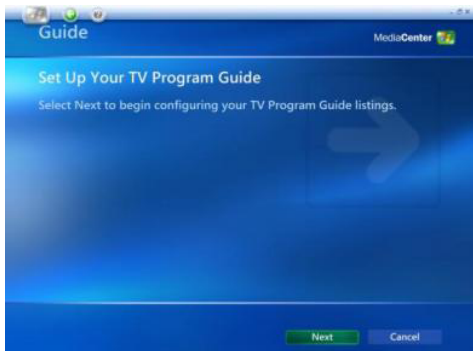 Guide
MediaCenter
Set Up Your TV Program Guide
Select Next to begin configuring your TV Program Guide listings.
Next
Cancel